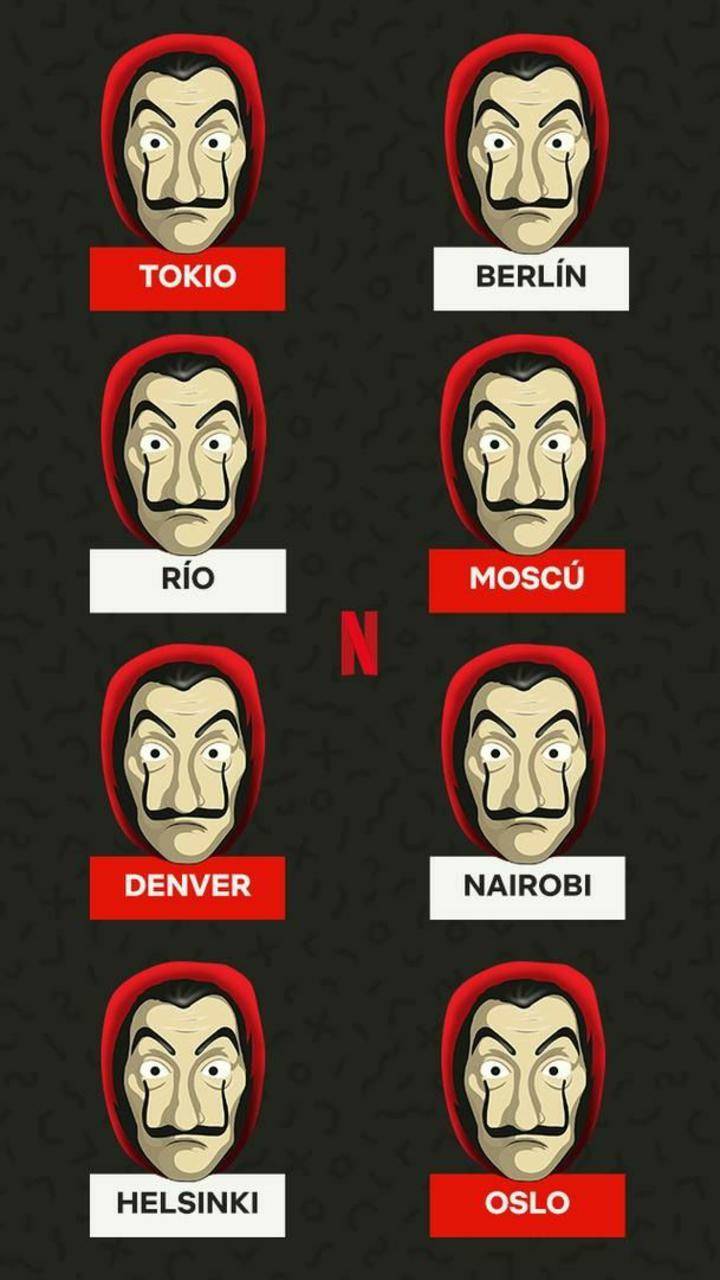 TOKIO
BERLÍN
RÍO
MOSCÚ
N
DENVER
NAIROBI
HELSINKI
OSLO